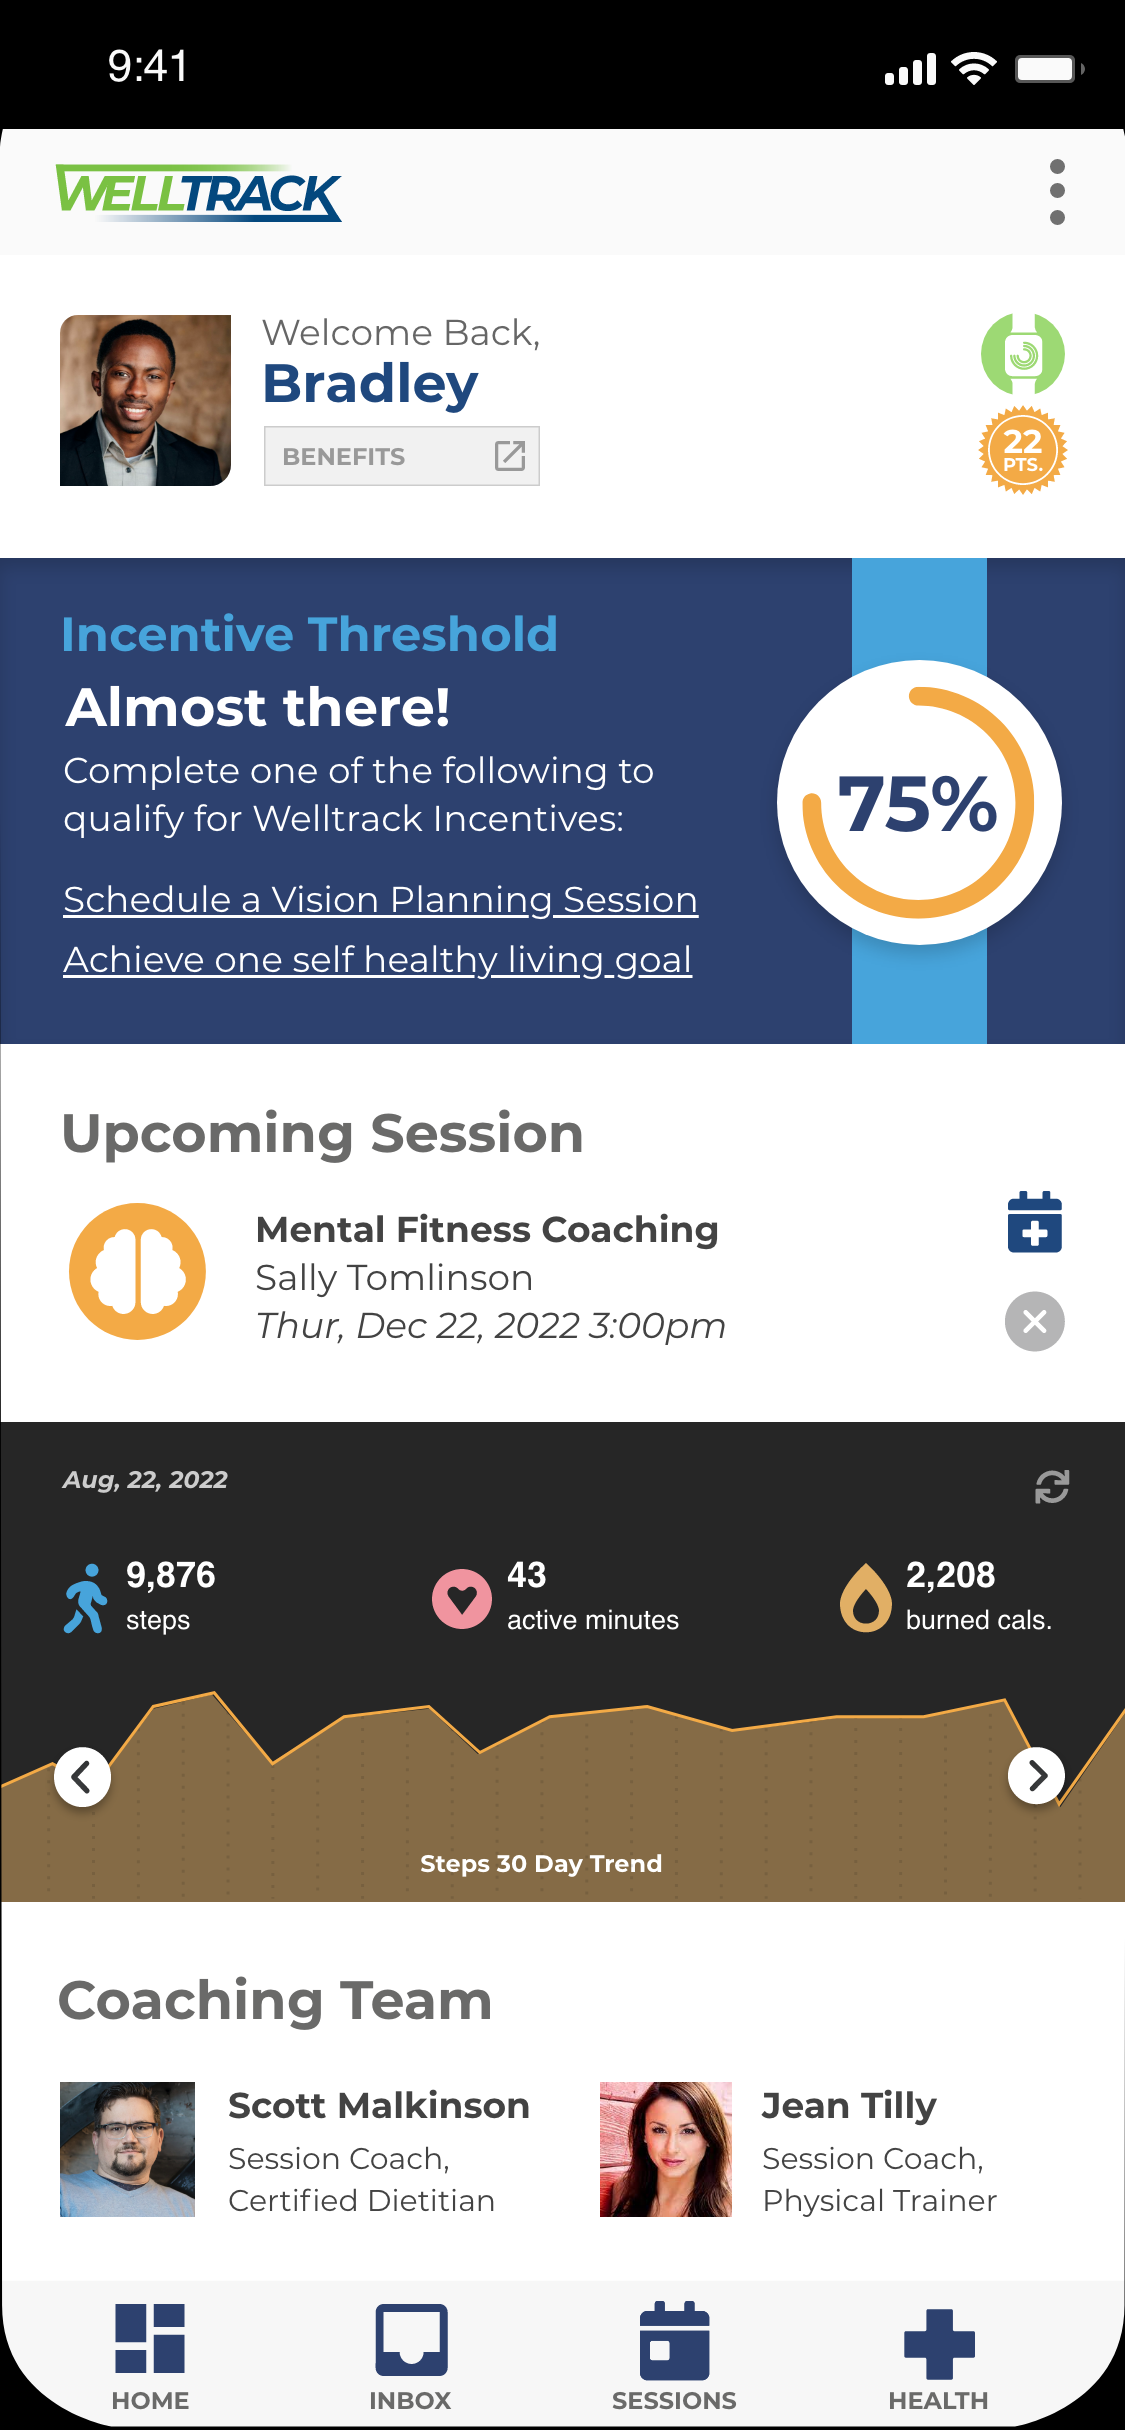 9:41
WELLTRACK
Welcome Back,
Bradley
BENEFITS
22
PTS.
Incentive Threshold
Almost there!
Complete one of the following to
qualify for Welltrack Incentives:
Schedule a Vision Planning Session
Achieve one self healthy living goal
75%
Upcoming Session
Mental Fitness Coaching
Sally Tomlinson
Thur, Dec 22, 2022 3:00pm
Aug, 22, 2022
9,876
steps
43
active minutes
2,208
burned cals.
Steps 30 Day Trend
Coaching Team
Scott Malkinson
Session Coach,
Certified Dietitian
Jean Tilly
Session Coach,
Physical Trainer
HOME
INBOX
SESSIONS
HEALTH